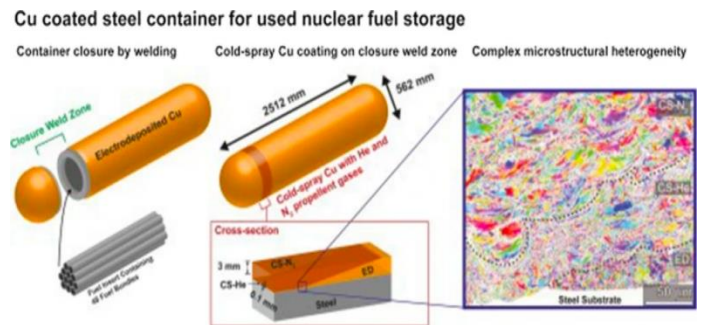 Cu coated steel container for used nuclear fuel storage
Container closure by welding
Cold-spray Cu coating on closure weld zone
Complex microstructural heterogeneity
Closure Weld Zone
Electrodeposited Cu
2512 mm
562 mm
Cold-spray Cu with He and
N₂ propellent gases
Fuel Insert Containing
48 Fuel Bundles
Cross-section
3 mm
CS-N₂
ED
CS-He
0.1 mm
Steel
CS-N₂
CS-He
ED
Steel Substrate